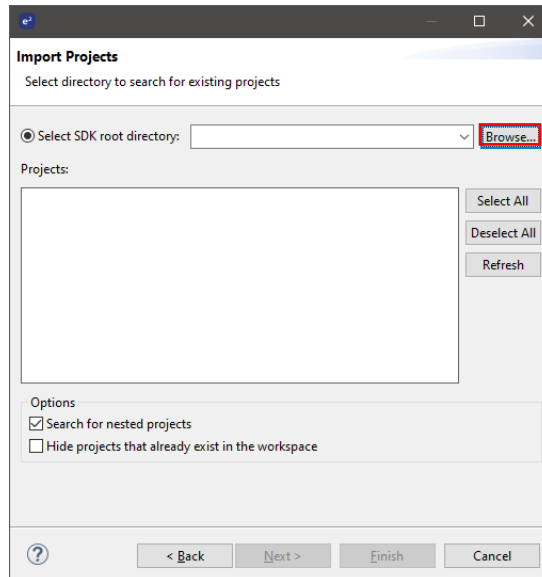 e²
Import Projects
Select directory to search for existing projects
Select SDK root directory:
Browse...
Projects:
Select All
Deselect All
Refresh
Options
Search for nested projects
Hide projects that already exist in the workspace
?
< Back
Next >
Finish
Cancel